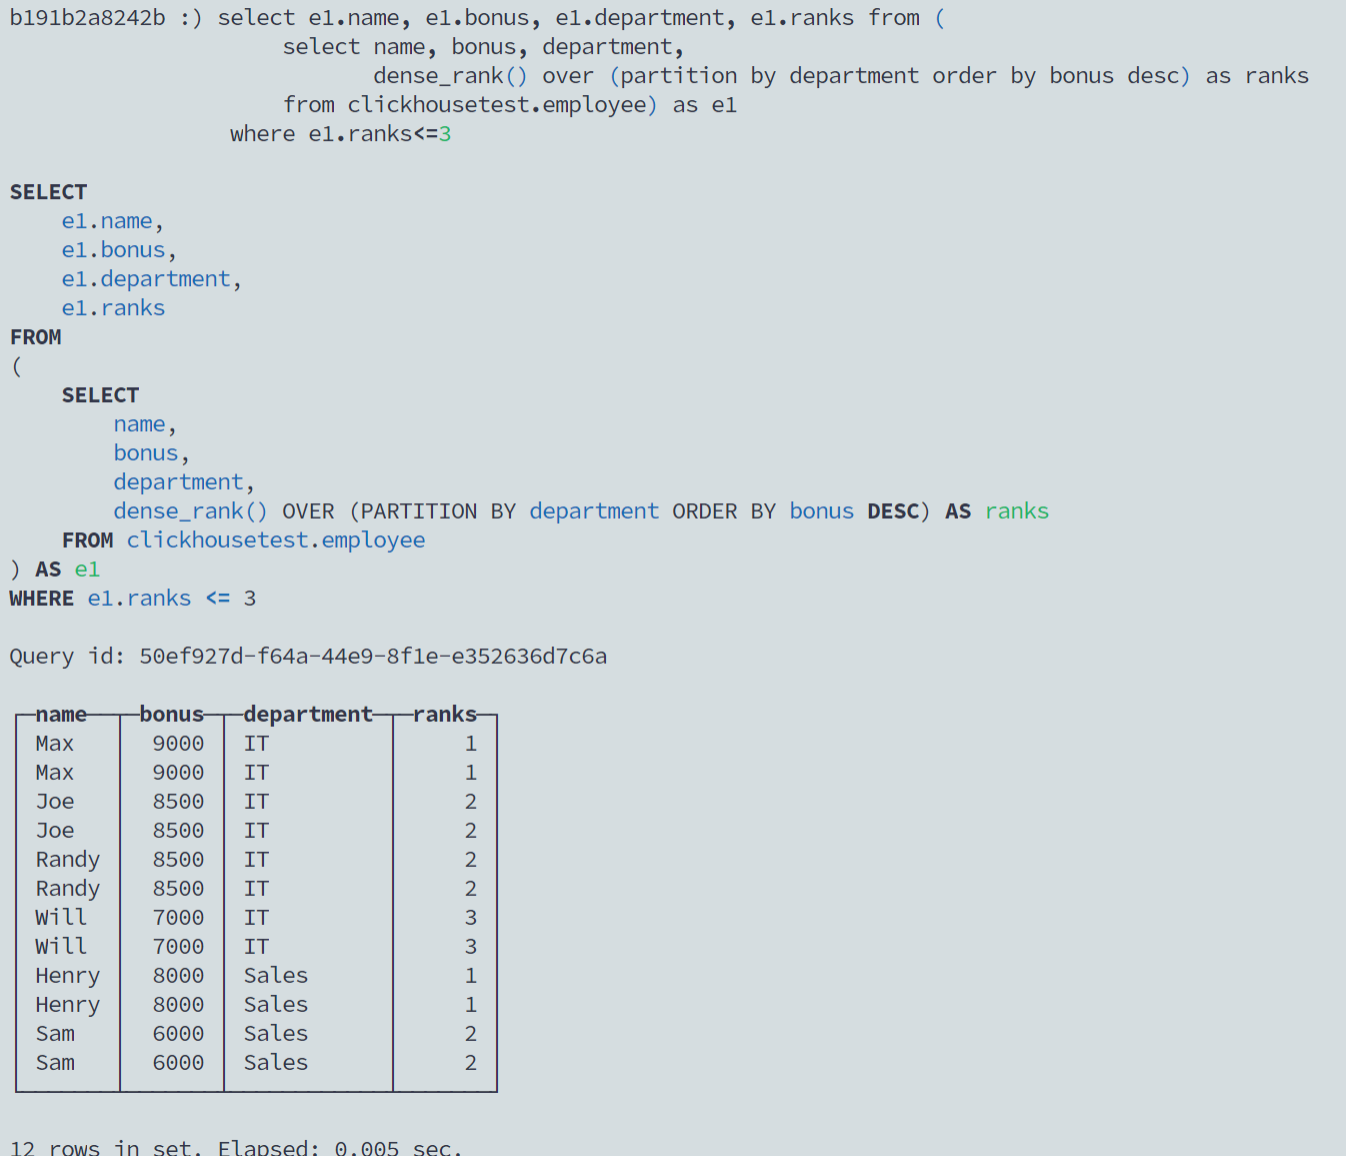 b191b2a8242b :) select e1.name, e1.bonus, e1.department, e1.ranks from (
select name, bonus, department,
dense_rank() over (partition by department order by bonus desc) as ranks
from clickhousetest.employee) as e1
where e1.ranks<=3
SELECT
e1.name,
e1.bonus,
e1.department,
e1.ranks
FROM
(
SELECT
name,
bonus,
department,
dense_rank() OVER (PARTITION BY department ORDER BY bonus DESC) AS ranks
FROM clickhousetest.employee
) AS e1
WHERE e1.ranks <= 3
Query id: 50ef927d-f64a-44e9-8f1e-e352636d7c6a
name bonus department ranks
Max 9000 IT 1
Max 9000 IT 1
Joe 8500 IT 2
Joe 8500 IT 2
Randy 8500 IT 2
Randy 8500 IT 2
Will 7000 IT 3
Will 7000 IT 3
Henry 8000 Sales 1
Henry 8000 Sales 1
Sam 6000 Sales 2
Sam 6000 Sales 2
12 rows in set. Elapsed: 0.005 sec.